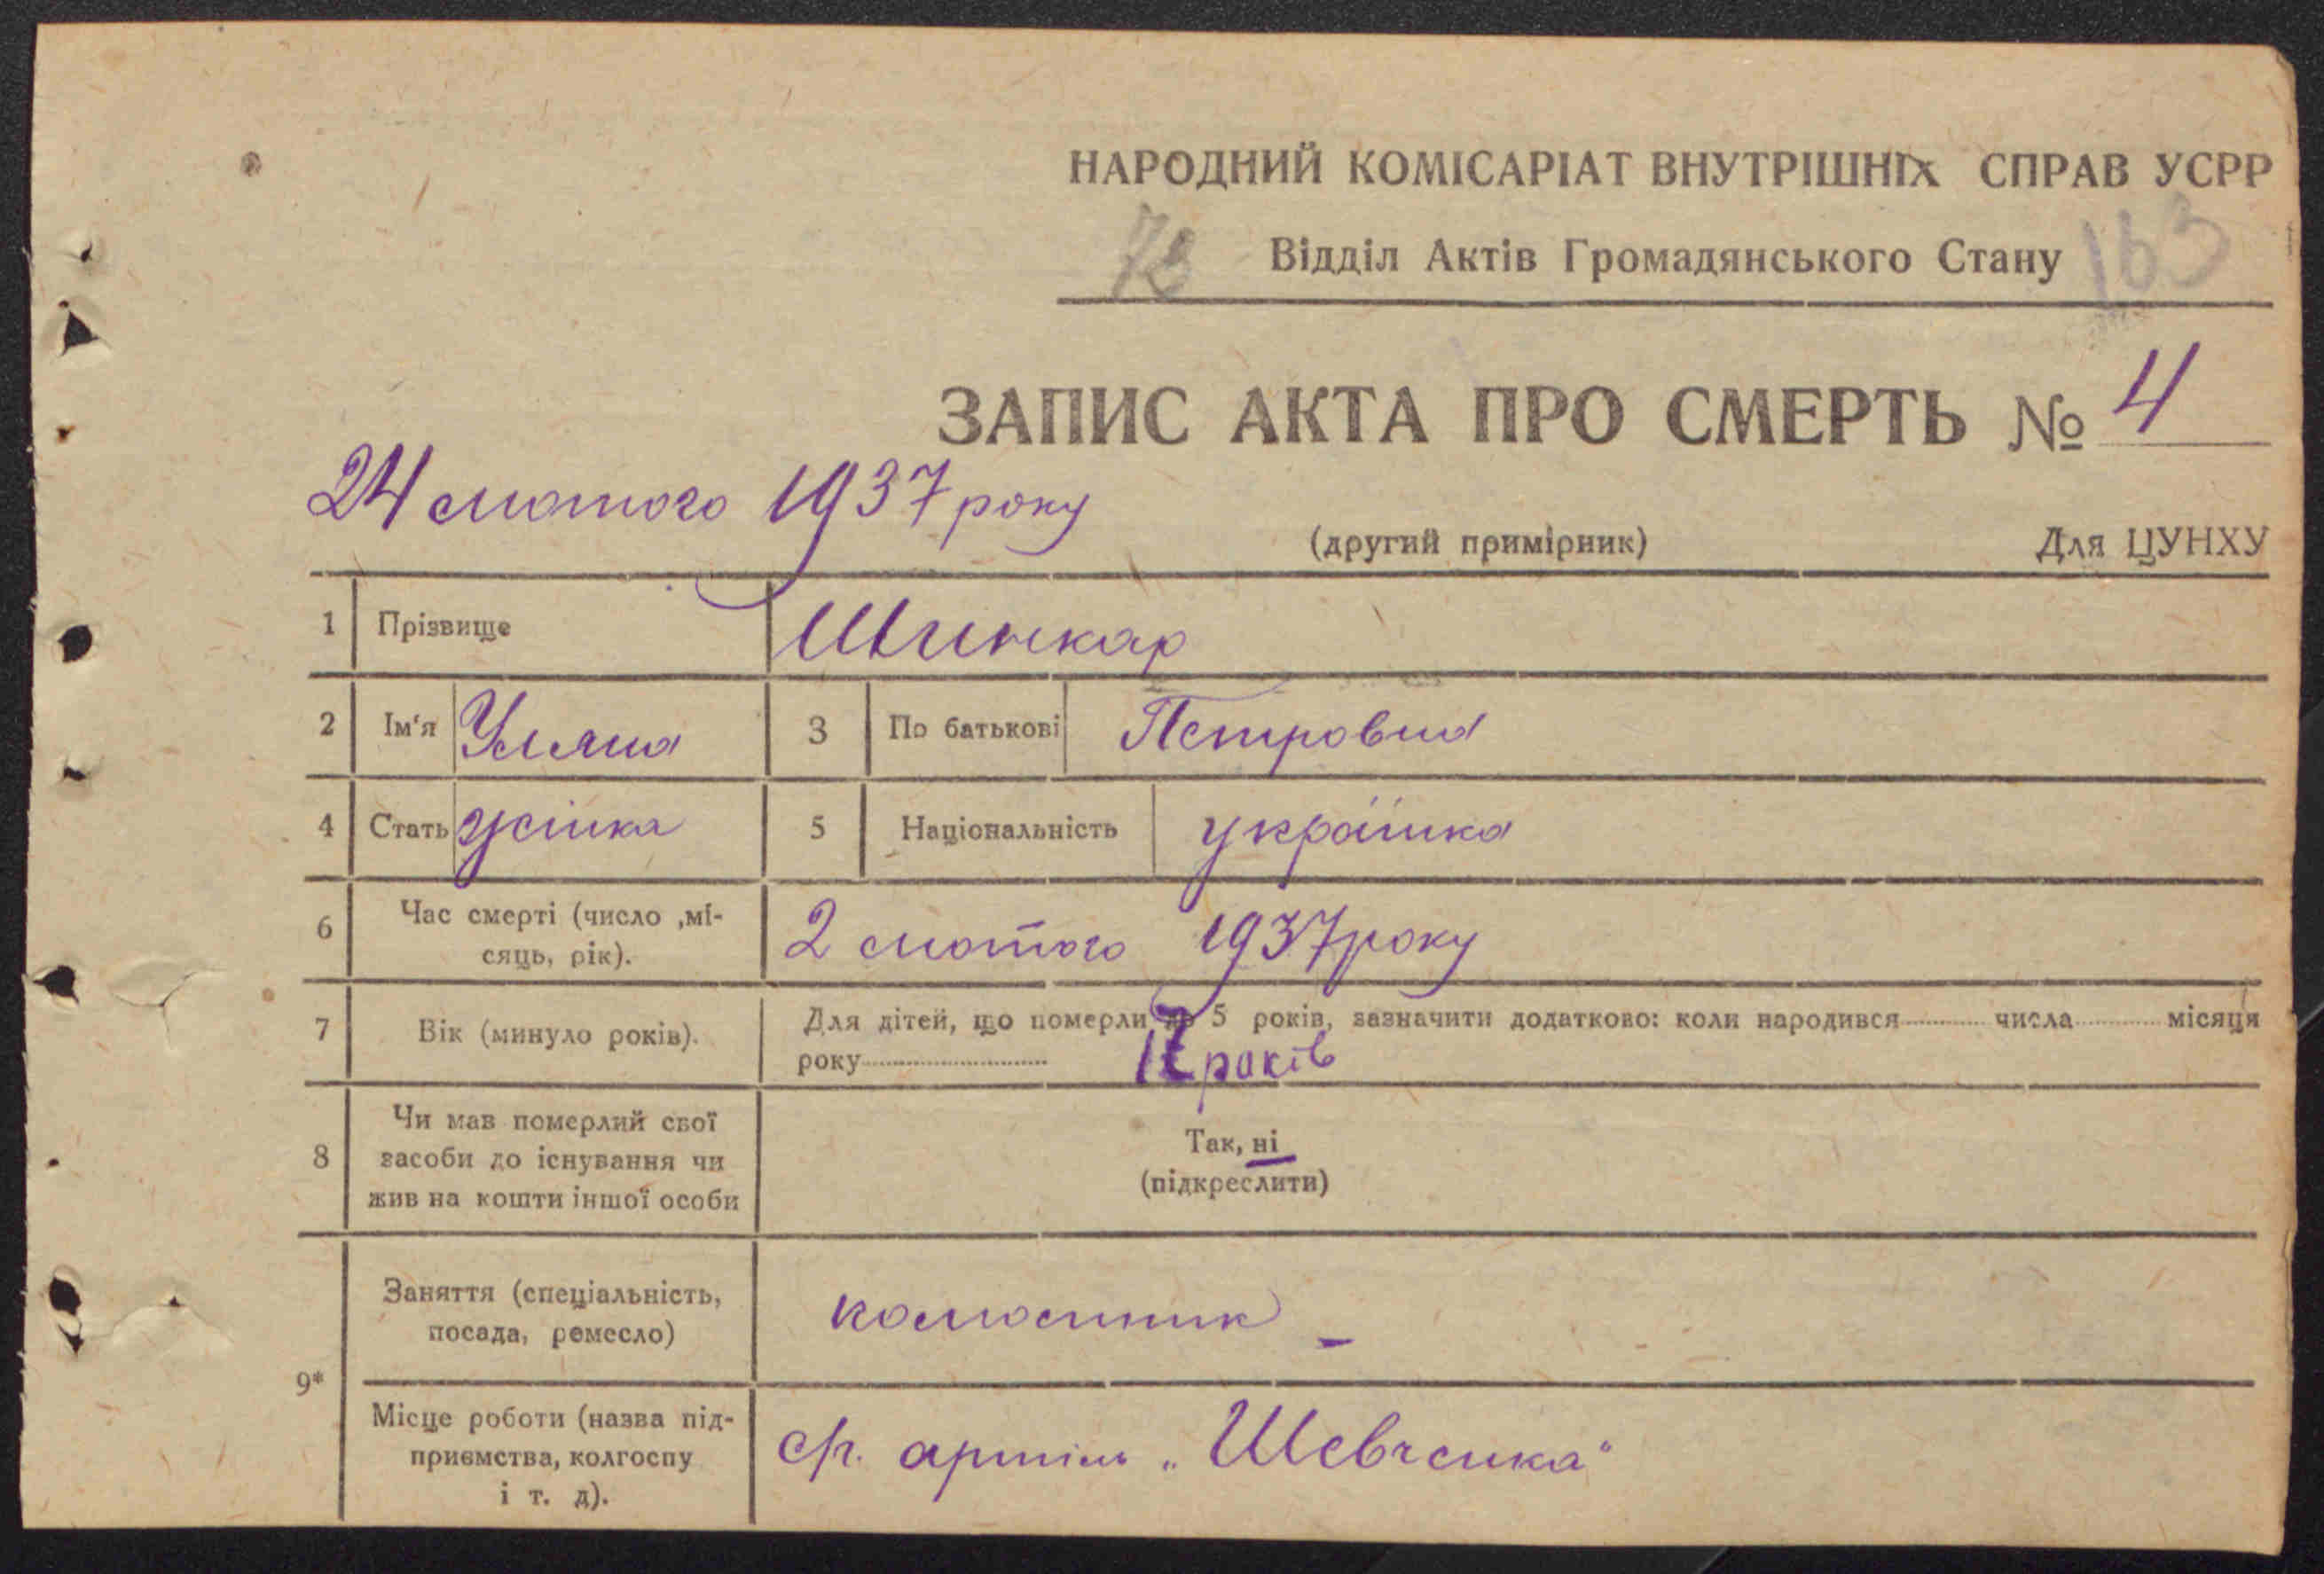 НАРОДНИЙ КОМІСАРІАТ ВНУТРІШНІХ СПРАВ УСРР
73 Відділ Актів Громадянського Стану 163
ЗАПИС АКТА ПРО СМЕРТЬ № 4
24 лютого 1937 року
(другий примірник) Для ЦУНХУ
1 Прізвище Шинкар
2 Ім'я Уляна 3 По батькові Петровна
4 Стать жінка 5 Національність українка
6 Час смерті (число ,мі-
сяць, рік). 2 лютого 1937 року
7 Вік (минуло років). Для дітей, що померли до 5 років, зазначити додатково: коли народився числа місяця
року років
8 Чи мав померлий свої
засоби до існування чи
жив на кошти іншої особи
Так, ні
(підкреслити)
9* Заняття (спеціальність,
посада, ремесло)
колгоспник –
Місце роботи (назва під-
приємства, колгоспу
і т. д).
с/г. артіль „Шевченка"